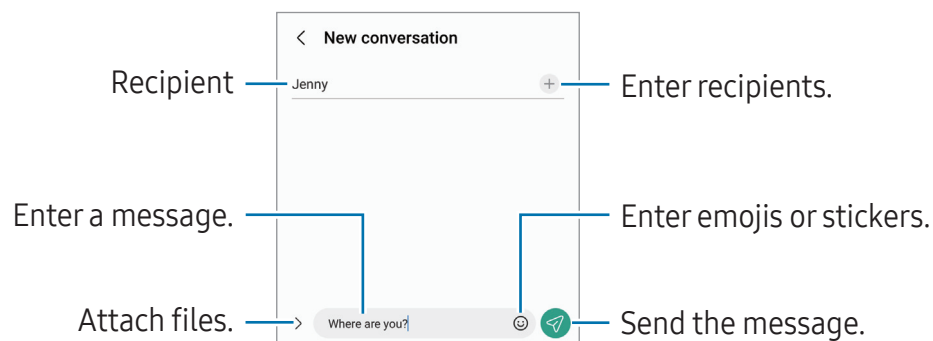 New conversation
Recipient
Jenny
Enter recipients.
Enter a message.
Enter emojis or stickers.
Attach files.
Where are you?
Send the message.